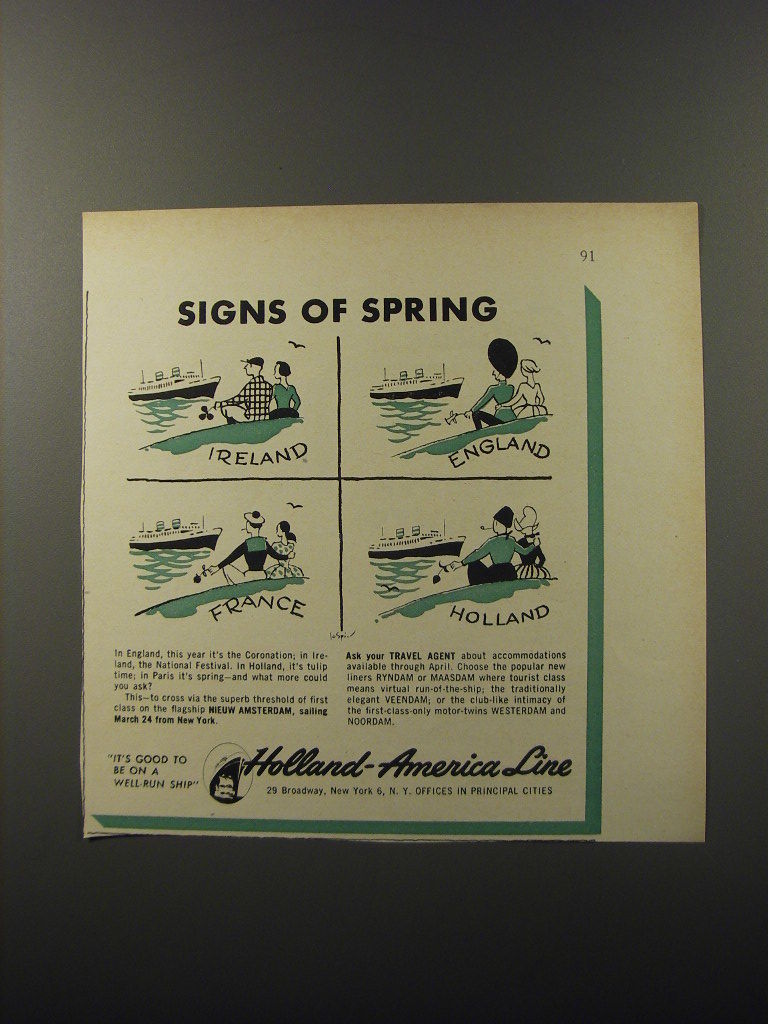 91
SIGNS OF SPRING
IRELAND
ENGLAND
FRANCE
HOLLAND
In England, this year it's the Coronation; in Ire-
land, the National Festival. In Holland, it's tulip
time; in Paris it's spring—and what more could
you ask?
This—to cross via the superb threshold of first
class on the flagship NIEUW AMSTERDAM, sailing
March 24 from New York.
Ask your TRAVEL AGENT about accommodations
available through April. Choose the popular new
liners RYNDAM or MAASDAM where tourist class
means virtual run-of-the-ship; the traditionally
elegant VEENDAM; or the club-like intimacy of
the first-class-only motor-twins WESTERDAM and
NOORDAM.
"IT'S GOOD TO
BE ON A
WELL-RUN SHIP"
Holland-America Line
29 Broadway, New York 6, N. Y. OFFICES IN PRINCIPAL CITIES